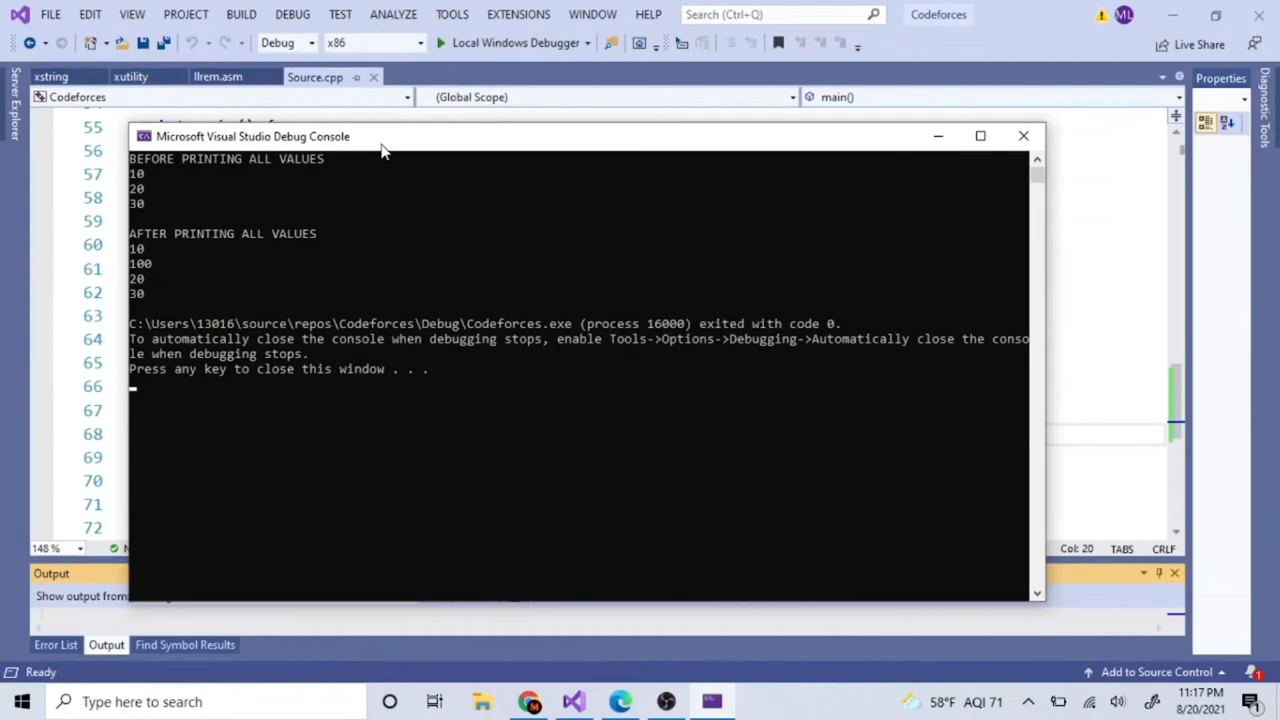 FILE EDIT VIEW PROJECT BUILD DEBUG TEST ANALYZE TOOLS EXTENSIONS WINDOW HELP Search (Ctrl+Q) Codeforces ML
Debug x86 Local Windows Debugger Live Share
xstring xutility llrem.asm Source.cpp Properties
Codeforces (Global Scope) main()
Server Explorer
Diagnostic Tools
55
56
57
58
59
60
61
62
63
64
65
66
67
68
69
70
71
72
Microsoft Visual Studio Debug Console
BEFORE PRINTING ALL VALUES
10
20
30
AFTER PRINTING ALL VALUES
10
100
20
30
C:\Users\13016\source\repos\Codeforces\Debug\Codeforces.exe (process 16000) exited with code 0.
To automatically close the console when debugging stops, enable Tools->Options->Debugging->Automatically close the conso
le when debugging stops.
Press any key to close this window . . .
148 % N Col: 20 TABS CRLF
Output
Show output from:
Error List Output Find Symbol Results
Ready Add to Source Control 1
Type here to search 58°F AQI 71 11:17 PM
8/20/2021 1